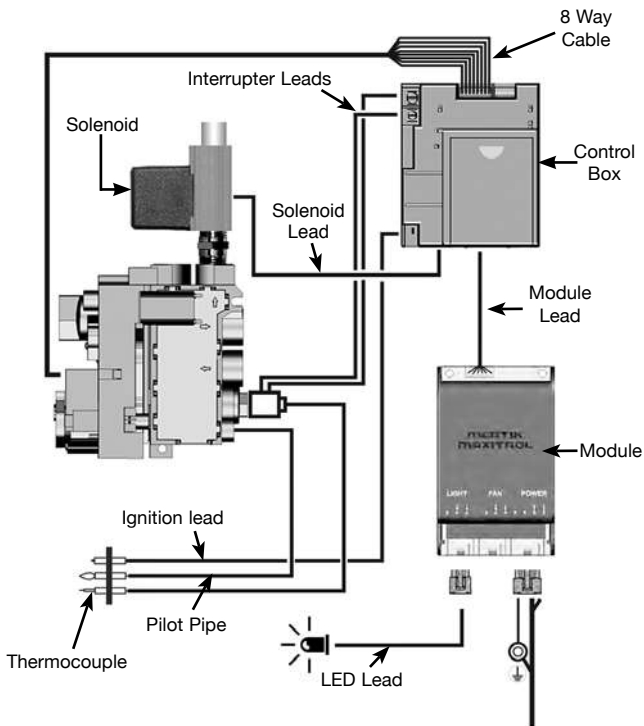 8 Way
Cable
Interrupter Leads
Solenoid
Control
Box
Solenoid
Lead
Module
Lead
MERTIK
MAXITROL
Module
LIGHT FAN POWER
Ignition lead
Pilot Pipe
Thermocouple
LED Lead